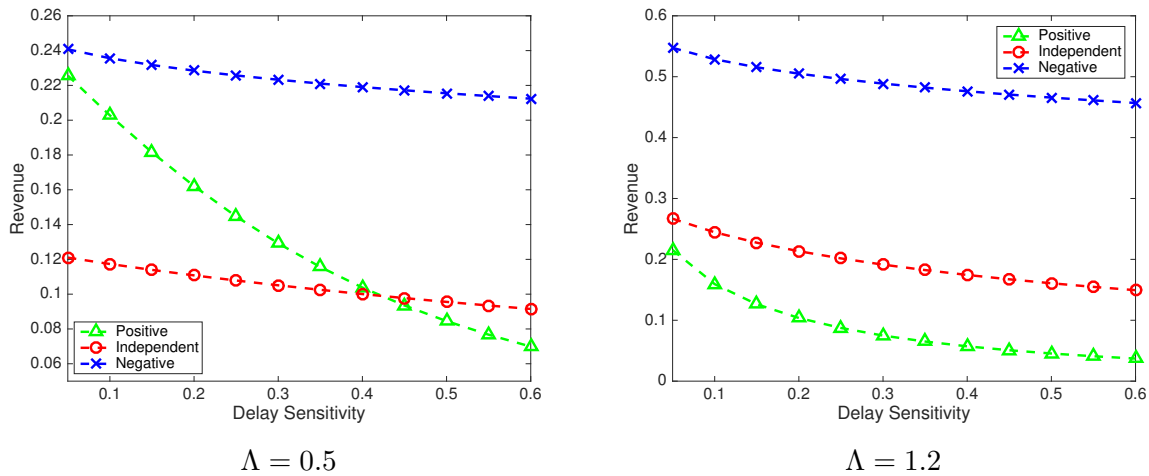 0.26
0.24
0.22
0.2
0.18
0.16
0.14
0.12
0.1
0.08
0.06
Revenue
Positive
Independent
Negative
0.1 0.2 0.3 0.4 0.5 0.6
Delay Sensitivity
Λ = 0.5
0.6
0.5
0.4
0.3
0.2
0.1
0
Revenue
Positive
Independent
Negative
0.1 0.2 0.3 0.4 0.5 0.6
Delay Sensitivity
Λ = 1.2